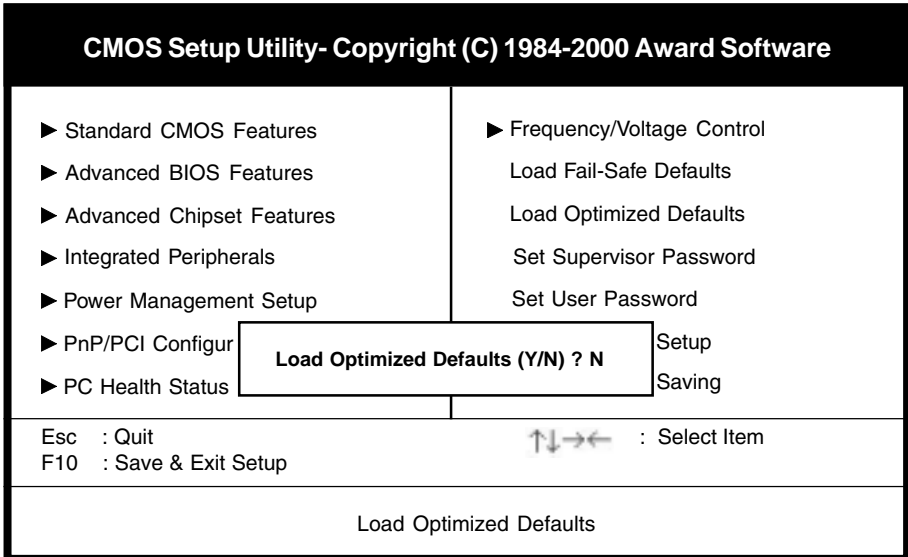 CMOS Setup Utility- Copyright (C) 1984-2000 Award Software
▶ Standard CMOS Features
▶ Advanced BIOS Features
▶ Advanced Chipset Features
▶ Integrated Peripherals
▶ Power Management Setup
▶ PnP/PCI Configur
▶ PC Health Status
▶ Frequency/Voltage Control
Load Fail-Safe Defaults
Load Optimized Defaults
Set Supervisor Password
Set User Password
Setup
Saving
Load Optimized Defaults (Y/N) ? N
Esc : Quit
F10 : Save & Exit Setup
↑↓→← : Select Item
Load Optimized Defaults